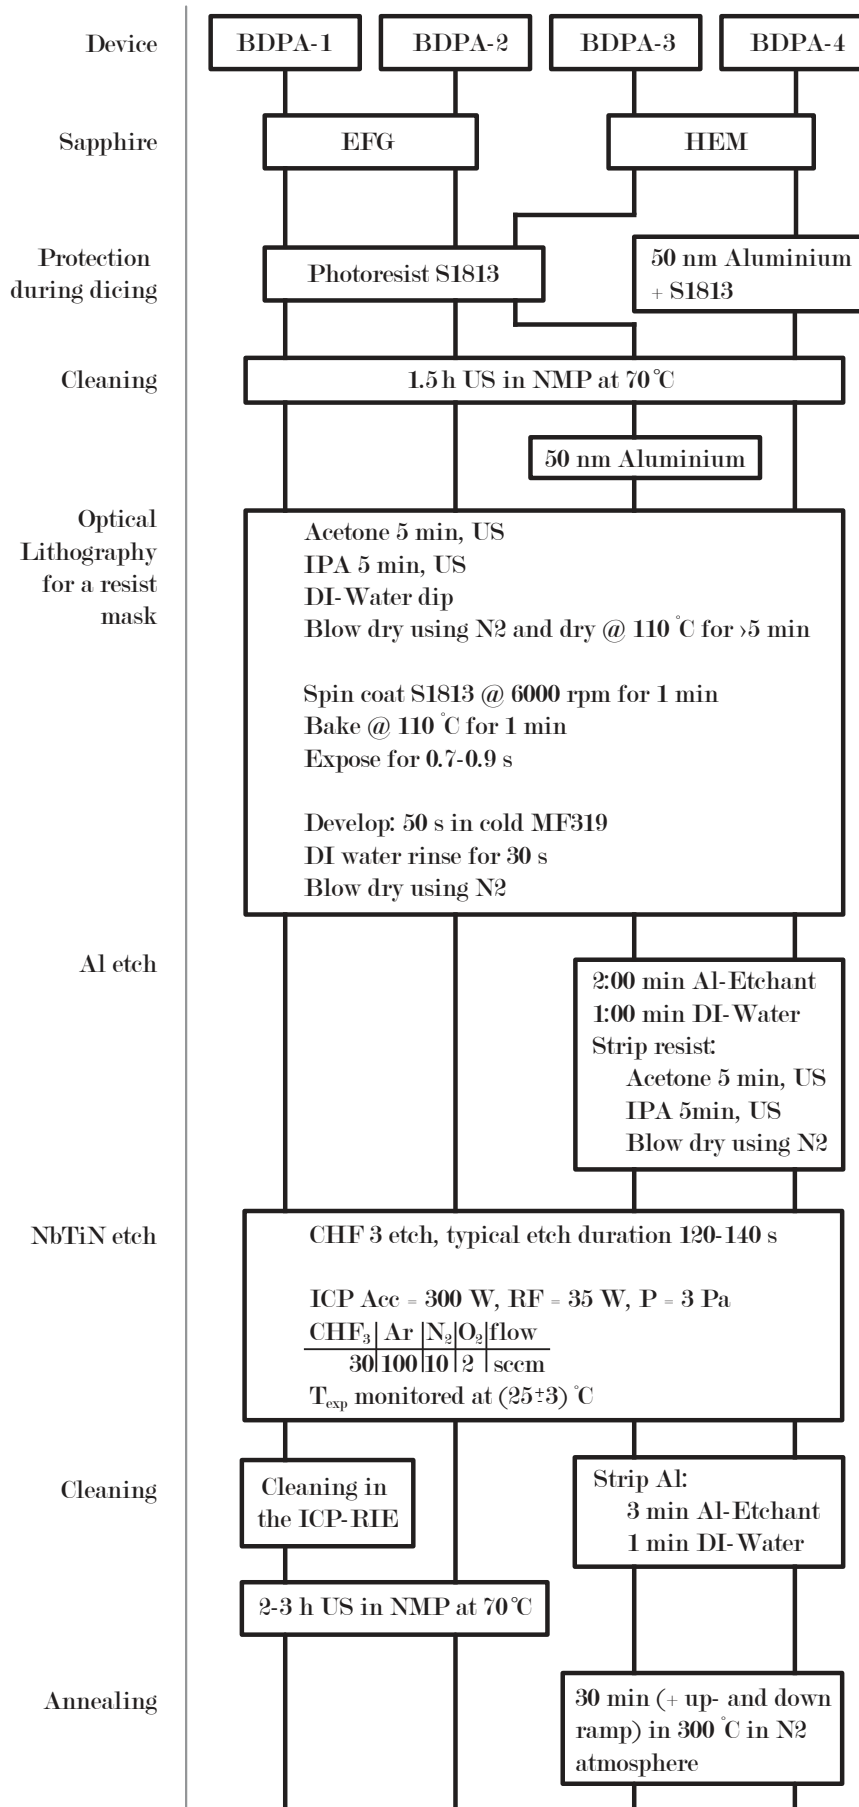 Device
BDPA-1
BDPA-2
BDPA-3
BDPA-4
Sapphire
EFG
HEM
Protection
during dicing
Photoresist S1813
50 nm Aluminium
+ S1813
Cleaning
1.5 h US in NMP at 70 °C
50 nm Aluminium
Optical
Lithography
for a resist
mask
Acetone 5 min, US
IPA 5 min, US
DI-Water dip
Blow dry using N2 and dry @ 110 °C for >5 min
Spin coat S1813 @ 6000 rpm for 1 min
Bake @ 110 °C for 1 min
Expose for 0.7-0.9 s
Develop: 50 s in cold MF319
DI water rinse for 30 s
Blow dry using N2
Al etch
2:00 min Al-Etchant
1:00 min DI-Water
Strip resist:
Acetone 5 min, US
IPA 5min, US
Blow dry using N2
NbTiN etch
CHF 3 etch, typical etch duration 120-140 s
ICP Acc = 300 W, RF = 35 W, P = 3 Pa
CHF₃|Ar|N₂|O₂|flow
30|100|10|2|sccm
Tₑₓₚ monitored at (25±3) °C
Cleaning
Cleaning in
the ICP-RIE
Strip Al:
3 min Al-Etchant
1 min DI-Water
2-3 h US in NMP at 70 °C
Annealing
30 min (+ up- and down
ramp) in 300 °C in N2
atmosphere